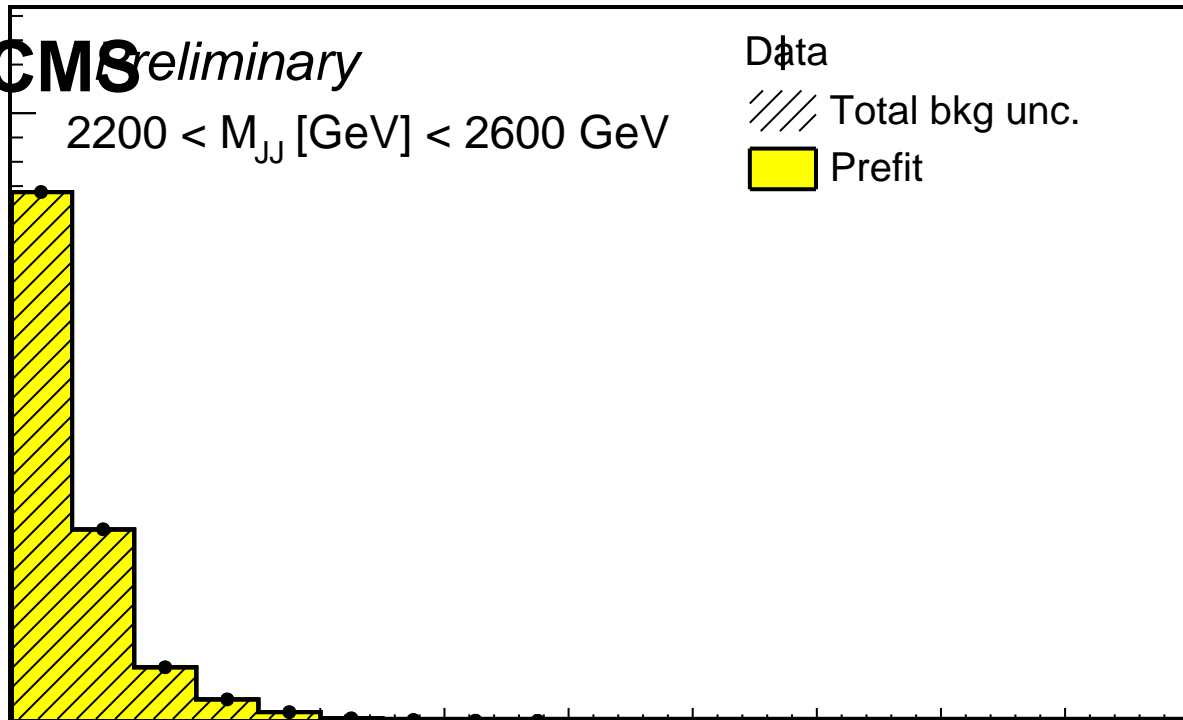 CMS Preliminary
2200 < M_JJ [GeV] < 2600 GeV
Data
Total bkg unc.
Prefit